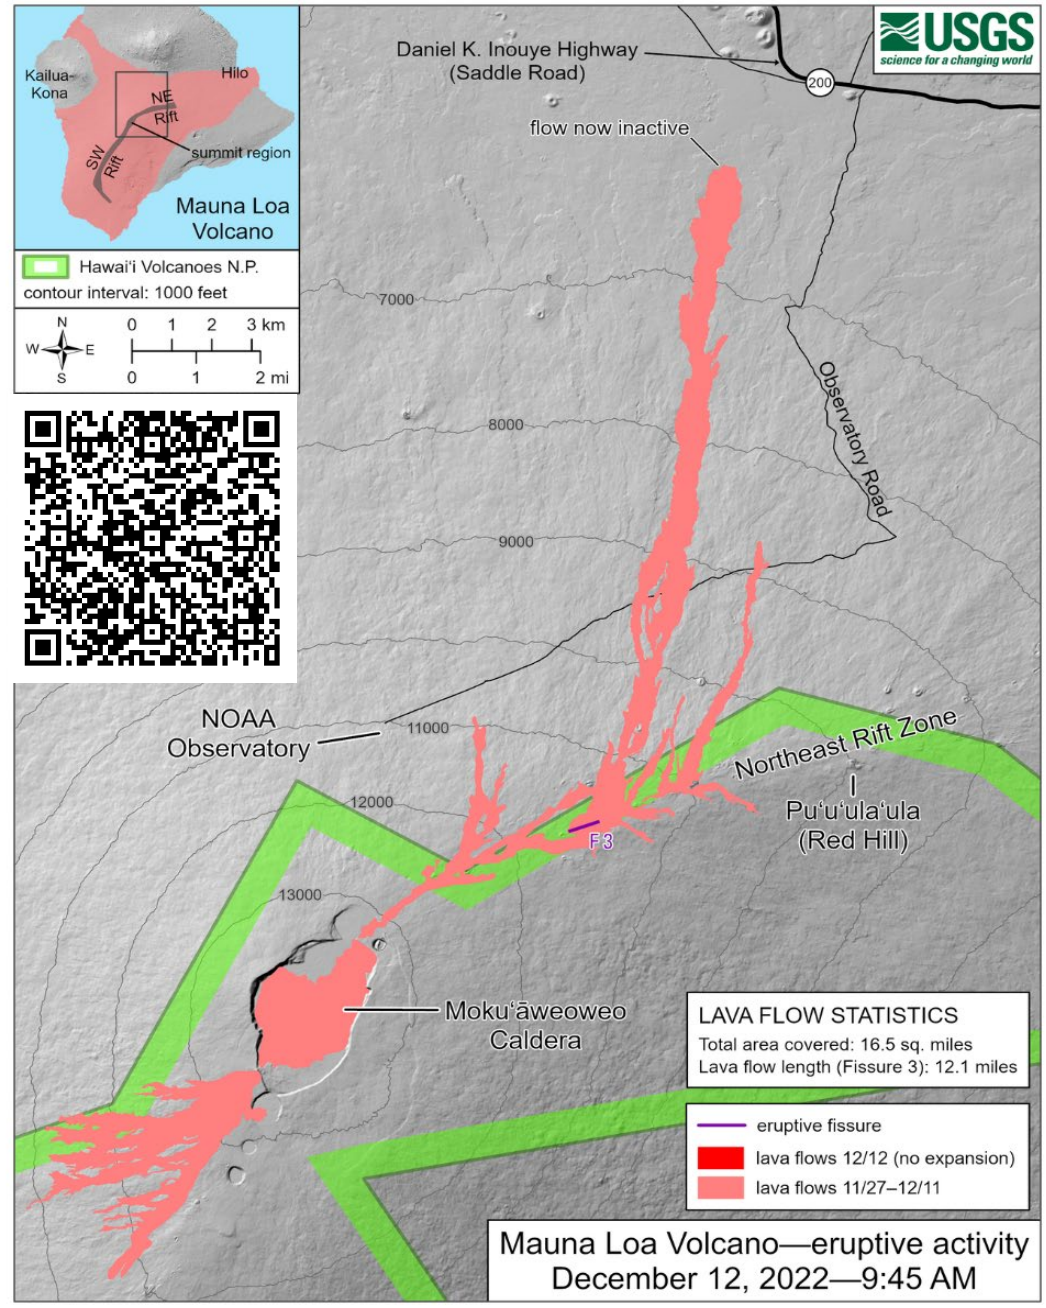 Daniel K. Inouye Highway
(Saddle Road)
200
USGS
science for a changing world
flow now inactive
Kailua-
Kona
Hilo
NE
Rift
SW
Rift
summit region
Mauna Loa
Volcano
Hawaiʻi Volcanoes N.P.
contour interval: 1000 feet
N
W
E
S
0 1 2 3 km
0 1 2 mi
7000
8000
9000
11000
12000
13000
Observatory Road
NOAA
Observatory
Northeast Rift Zone
Puʻuʻulaʻula
(Red Hill)
F3
Mokuʻāweoweo
Caldera
LAVA FLOW STATISTICS
Total area covered: 16.5 sq. miles
Lava flow length (Fissure 3): 12.1 miles
eruptive fissure
lava flows 12/12 (no expansion)
lava flows 11/27–12/11
Mauna Loa Volcano—eruptive activity
December 12, 2022—9:45 AM